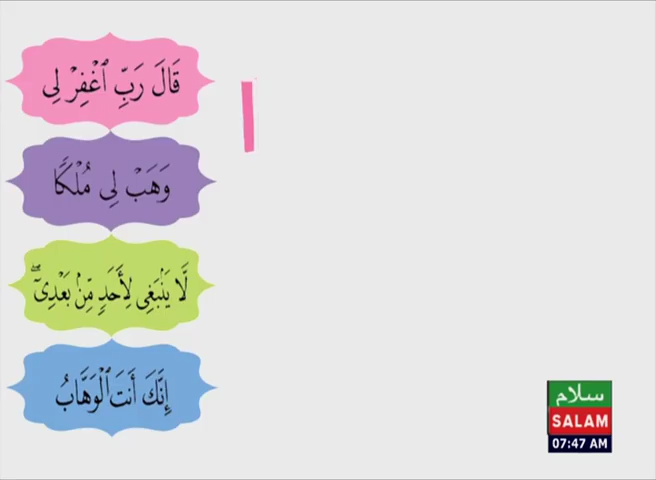 قَالَ رَبِّ ٱغْفِرْ لِى
وَهَبْ لِى مُلْكًا
لَّا يَنۢبَغِى لِأَحَدٍ مِّنۢ بَعْدِىٓ ۖ
إِنَّكَ أَنتَ ٱلْوَهَّابُ
سلام
SALAM
07:47 AM